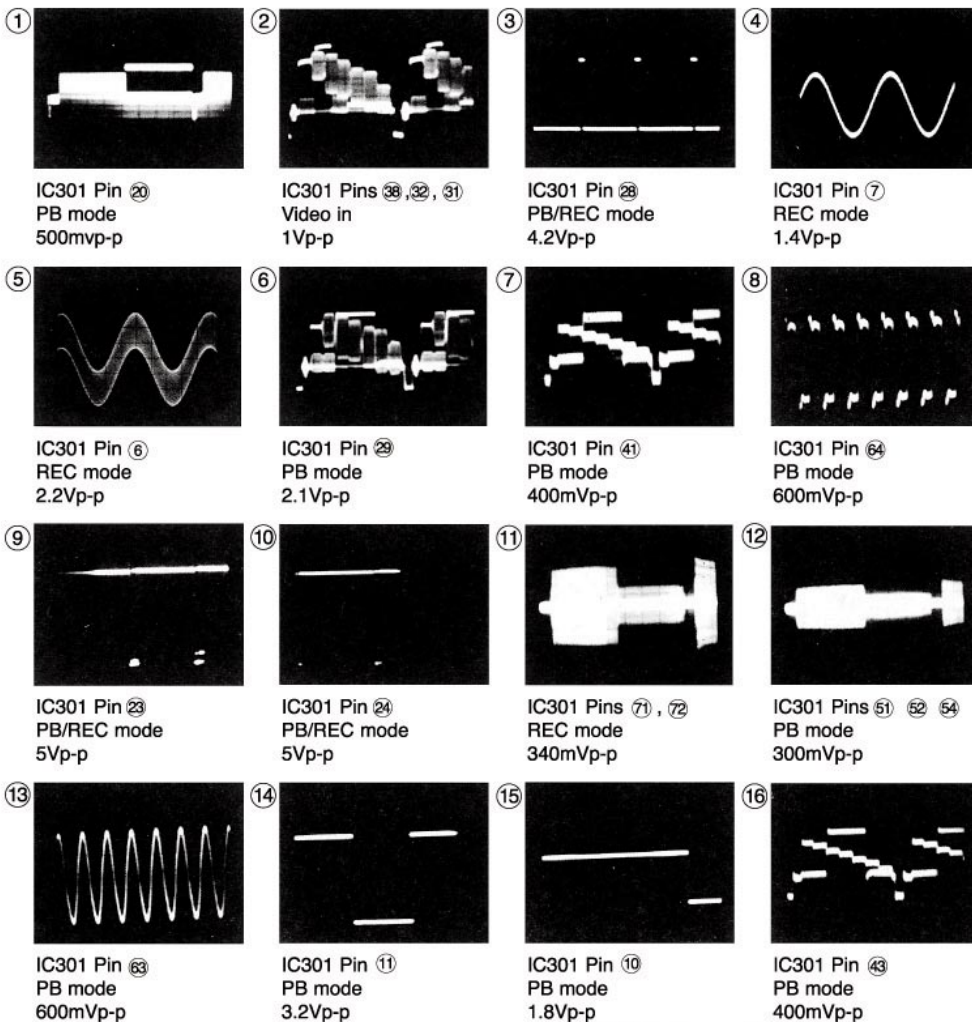 ①
IC301 Pin ⑳
PB mode
500mvp-p
②
IC301 Pins ㊳,㉜, ㉛
Video in
1Vp-p
③
IC301 Pin ㉘
PB/REC mode
4.2Vp-p
④
IC301 Pin ⑦
REC mode
1.4Vp-p
⑤
IC301 Pin ⑥
REC mode
2.2Vp-p
⑥
IC301 Pin ㉙
PB mode
2.1Vp-p
⑦
IC301 Pin ㊶
PB mode
400mVp-p
⑧
IC301 Pin 64
PB mode
600mVp-p
⑨
IC301 Pin ㉓
PB/REC mode
5Vp-p
⑩
IC301 Pin ㉔
PB/REC mode
5Vp-p
⑪
IC301 Pins 71 , 72
REC mode
340mVp-p
⑫
IC301 Pins 51 52 54
PB mode
300mVp-p
⑬
IC301 Pin 63
PB mode
600mVp-p
⑭
IC301 Pin ⑪
PB mode
3.2Vp-p
⑮
IC301 Pin ⑩
PB mode
1.8Vp-p
⑯
IC301 Pin ㊸
PB mode
400mVp-p